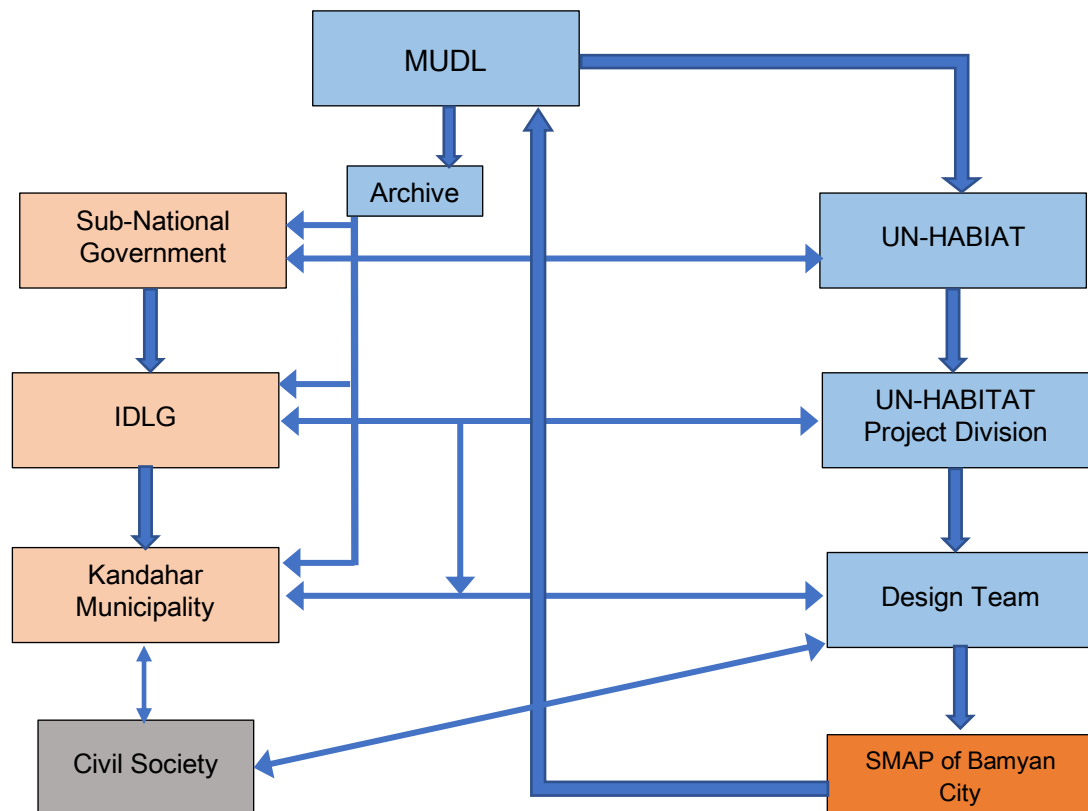 MUDL
Archive
Sub-National
Government
UN-HABIAT
IDLG
UN-HABITAT
Project Division
Kandahar
Municipality
Design Team
Civil Society
SMAP of Bamyan
City